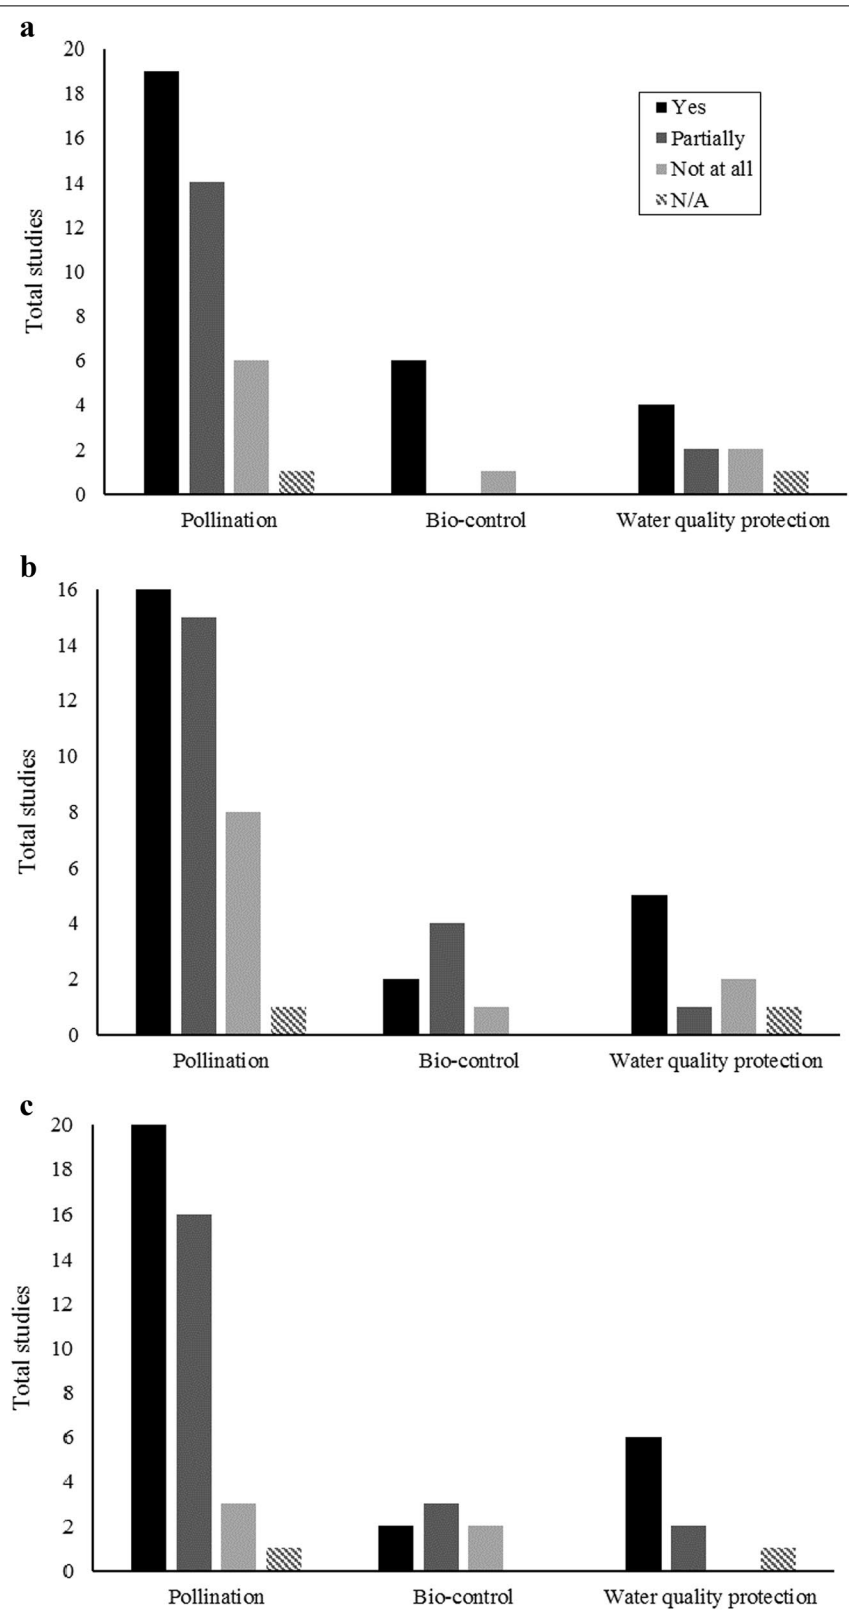 a
20
18
16
14
12
10
8
6
4
2
0
Total studies
Yes
Partially
Not at all
N/A
Pollination Bio-control Water quality protection
b
16
14
12
10
8
6
4
2
0
Total studies
Pollination Bio-control Water quality protection
c
20
18
16
14
12
10
8
6
4
2
0
Total studies
Pollination Bio-control Water quality protection